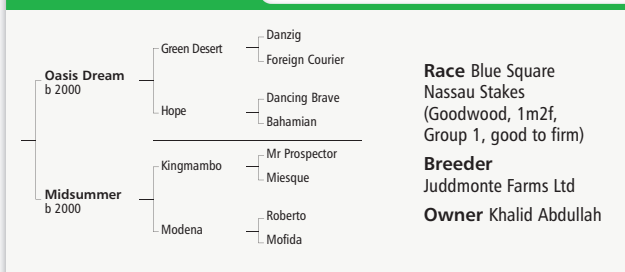 Oasis Dream
b 2000
Green Desert
Danzig
Foreign Courier
Hope
Dancing Brave
Bahamian
Midsummer
b 2000
Kingmambo
Mr Prospector
Miesque
Modena
Roberto
Mofida
Race Blue Square
Nassau Stakes
(Goodwood, 1m2f,
Group 1, good to firm)
Breeder
Juddmonte Farms Ltd
Owner Khalid Abdullah